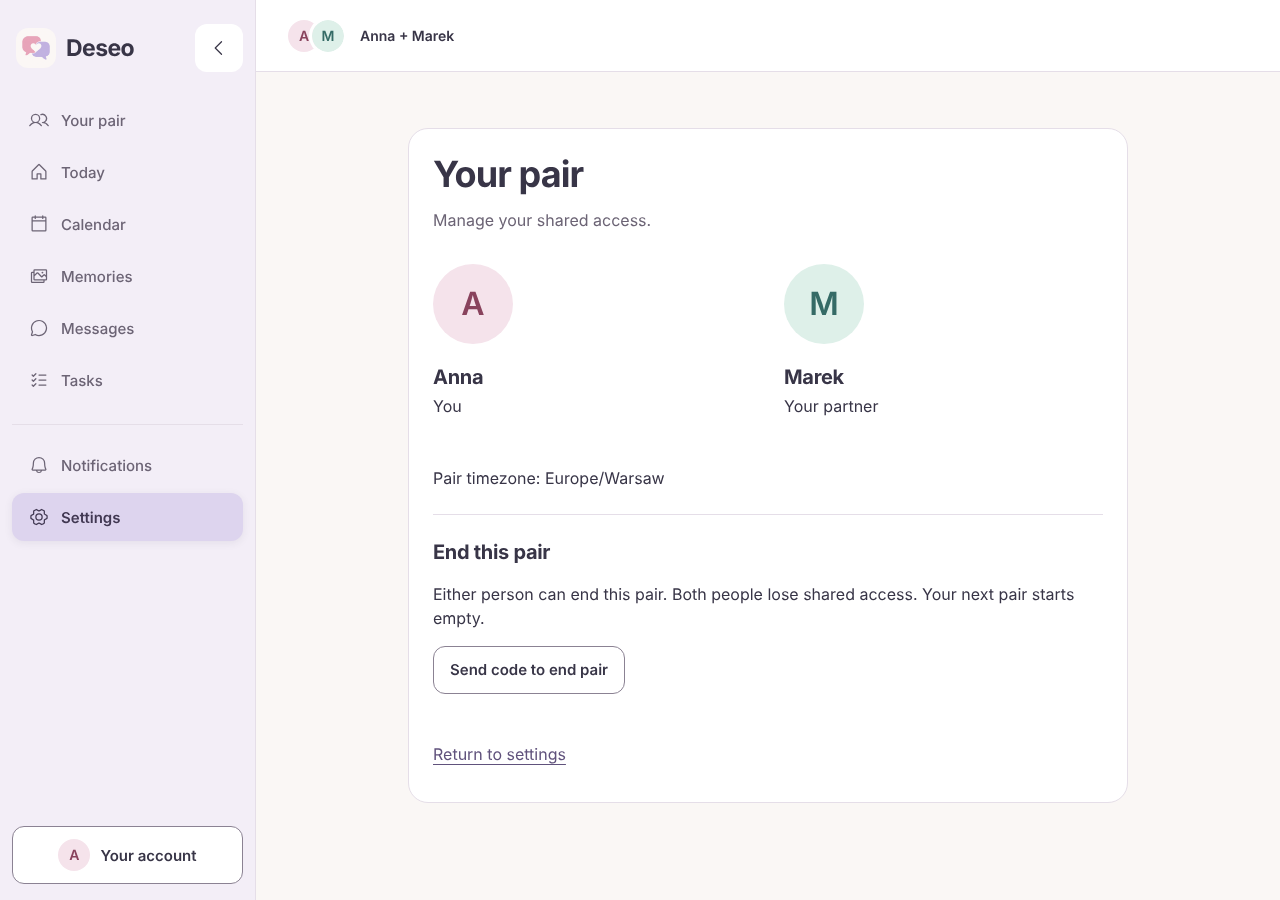 Deseo
A M Anna + Marek
Your pair
Today
Calendar
Memories
Messages
Tasks
Notifications
Settings
A Your account
Your pair
Manage your shared access.
A
Anna
You
M
Marek
Your partner
Pair timezone: Europe/Warsaw
End this pair
Either person can end this pair. Both people lose shared access. Your next pair starts
empty.
Send code to end pair
Return to settings